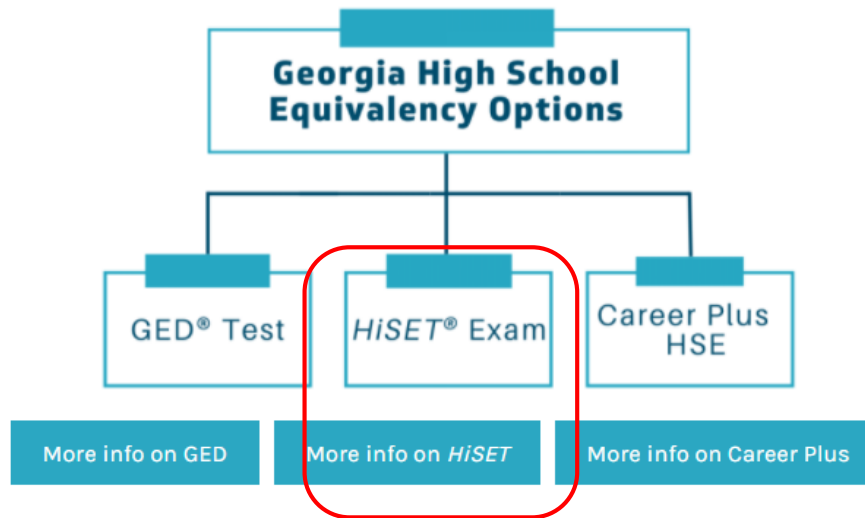 Georgia High School
Equivalency Options
GED® Test
HiSET® Exam
Career Plus
HSE
More info on GED
More info on HiSET
More info on Career Plus